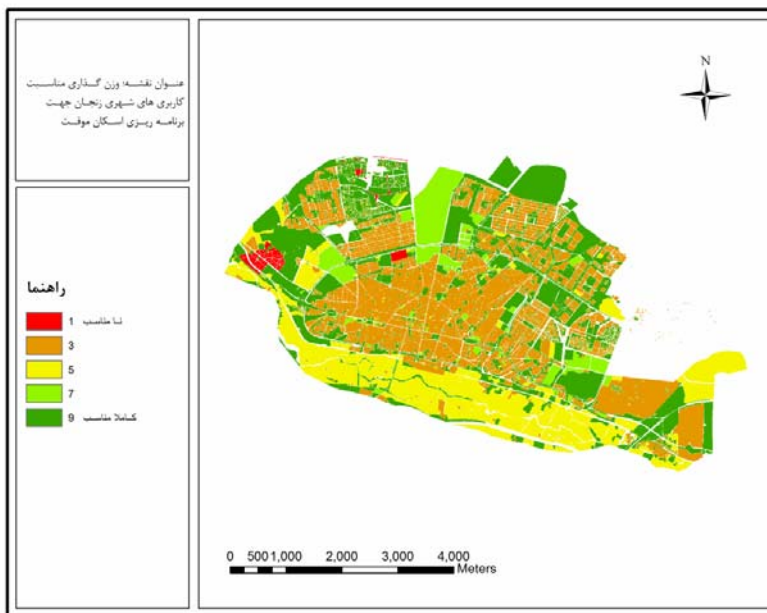 عنوان نقشه: وزن گذاری مناسبت
کاربری های شهری زنجان جهت
برنامه ریزی اسکان موقت
N
راهنما
1 نا مناسب
3
5
7
9 کاملا مناسب
0 500 1,000 2,000 3,000 4,000
Meters